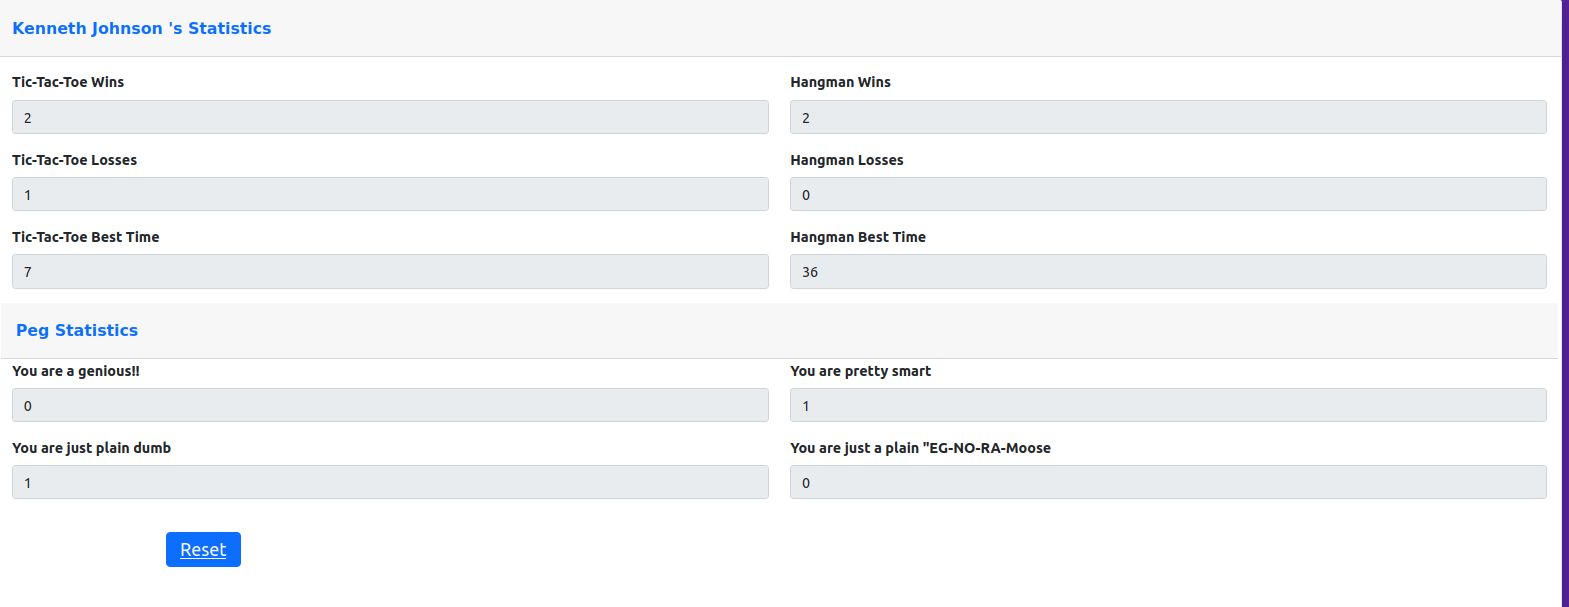 Kenneth Johnson 's Statistics
Tic-Tac-Toe Wins
Hangman Wins
2
2
Tic-Tac-Toe Losses
Hangman Losses
1
0
Tic-Tac-Toe Best Time
Hangman Best Time
7
36
Peg Statistics
You are a genious!!
You are pretty smart
0
1
You are just plain dumb
You are just a plain "EG-NO-RA-Moose
1
0
Reset